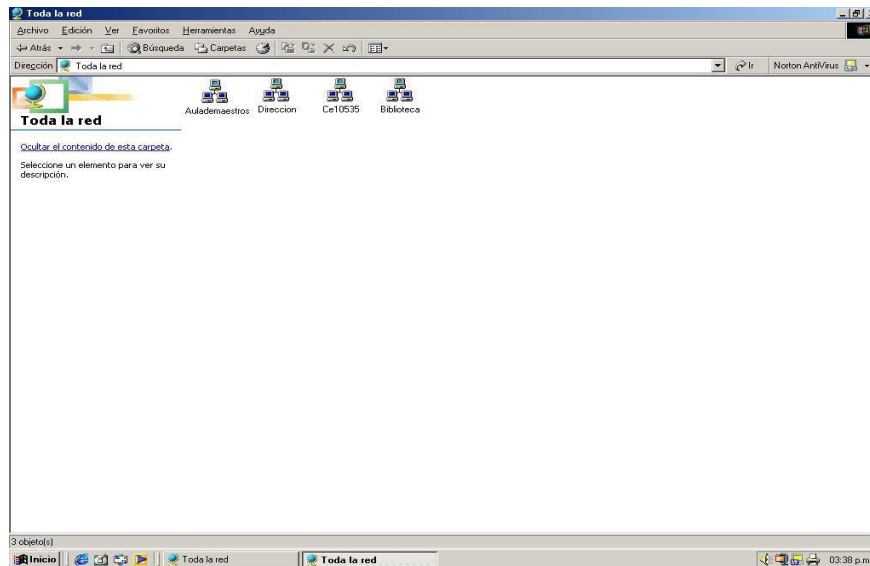 Toda la red
Archivo Edición Ver Favoritos Herramientas Ayuda
Atrás Búsqueda Carpetas
Dirección Toda la red Ir Norton AntiVirus
Aulademaestros Direccion Ce10535 Biblioteca
Toda la red
Ocultar el contenido de esta carpeta.
Seleccione un elemento para ver su
descripción.
3 objeto(s)
Inicio Toda la red Toda la red 03:38 p.m